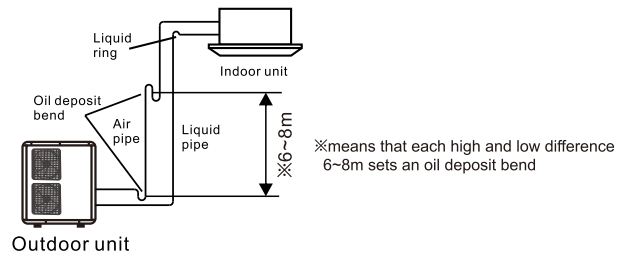 Liquid
ring
Indoor unit
Oil deposit
bend
Air
pipe
Liquid
pipe
※6~8m
※means that each high and low difference
6~8m sets an oil deposit bend
Outdoor unit